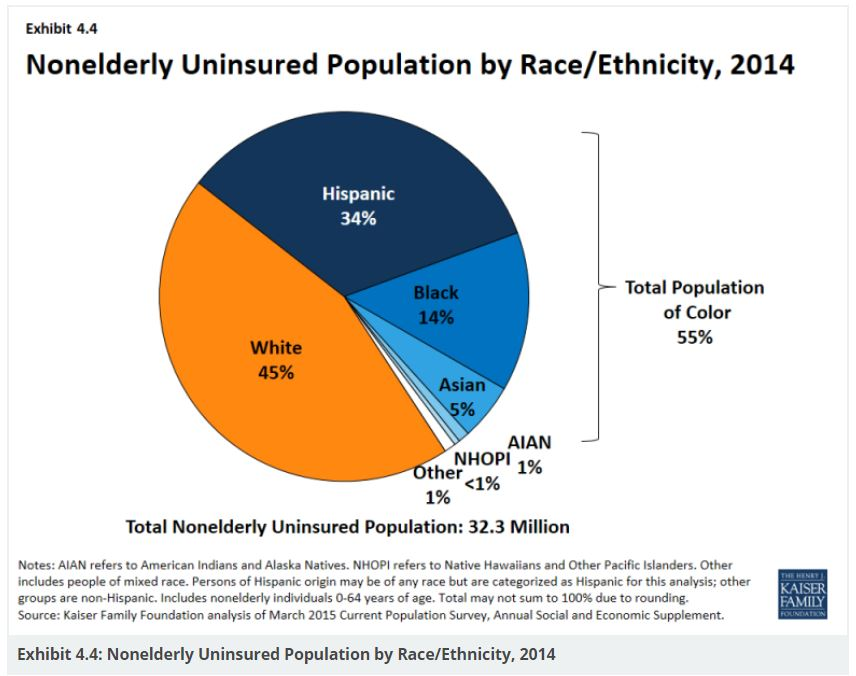 Exhibit 4.4
Nonelderly Uninsured Population by Race/Ethnicity, 2014
Hispanic
34%
Black
14%
Total Population
of Color
55%
White
45%
Asian
5%
AIAN
1%
NHOPI
<1%
Other
1%
Total Nonelderly Uninsured Population: 32.3 Million
Notes: AIAN refers to American Indians and Alaska Natives. NHOPI refers to Native Hawaiians and Other Pacific Islanders. Other
includes people of mixed race. Persons of Hispanic origin may be of any race but are categorized as Hispanic for this analysis; other
groups are non-Hispanic. Includes nonelderly individuals 0-64 years of age. Total may not sum to 100% due to rounding.
Source: Kaiser Family Foundation analysis of March 2015 Current Population Survey, Annual Social and Economic Supplement.
THE HENRY J.
KAISER
FAMILY
FOUNDATION
Exhibit 4.4: Nonelderly Uninsured Population by Race/Ethnicity, 2014